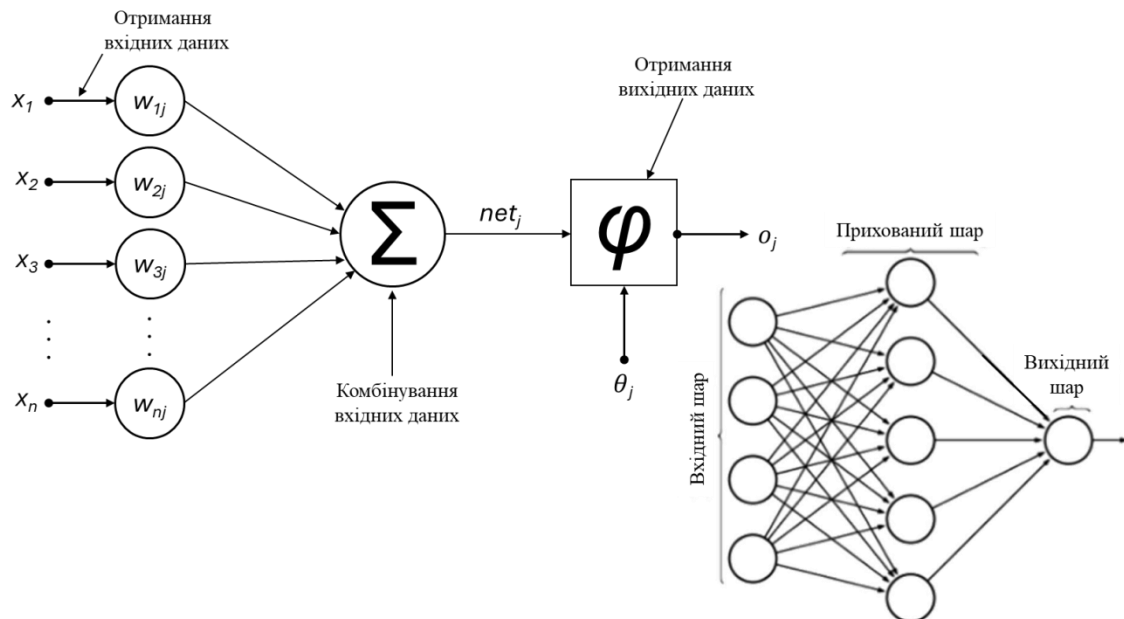 Отримання
вхідних даних
x₁
w₁ⱼ
x₂
w₂ⱼ
x₃
w₃ⱼ
xₙ
wₙⱼ
Σ
Комбінування
вхідних даних
netⱼ
Отримання
вихідних даних
φ
oⱼ
θⱼ
Прихований шар
Вхідний шар
Вихідний
шар